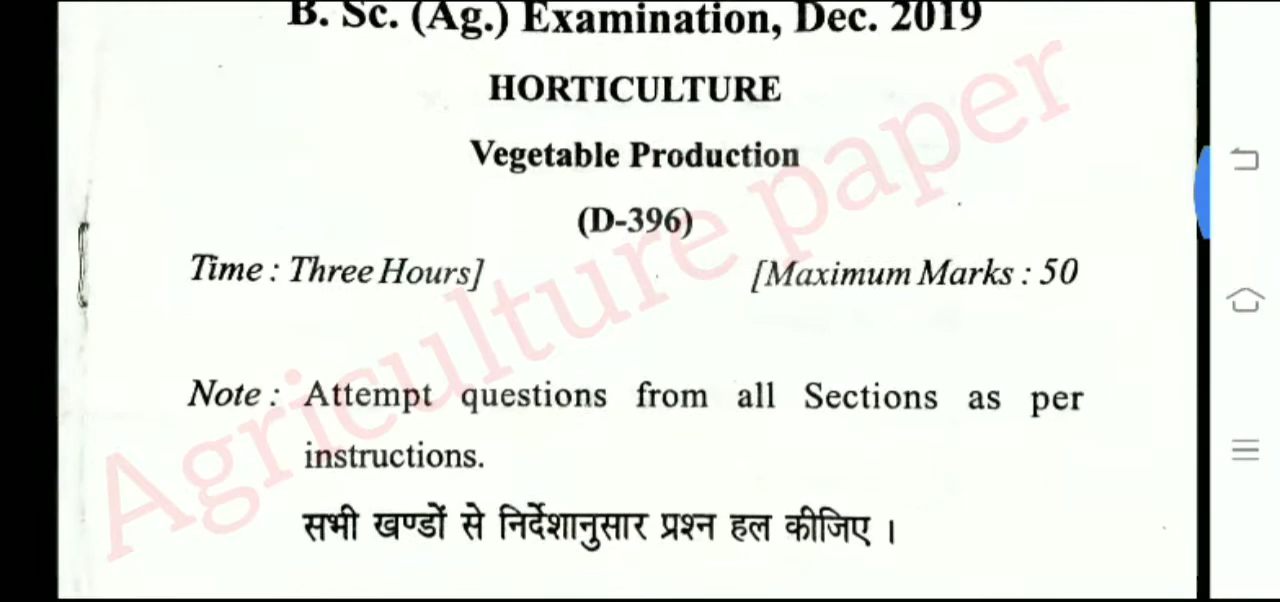 B. Sc. (Ag.) Examination, Dec. 2019
HORTICULTURE
Vegetable Production
(D-396)
Time : Three Hours] [Maximum Marks : 50
Note : Attempt questions from all Sections as per
instructions.
सभी खण्डों से निर्देशानुसार प्रश्न हल कीजिए ।
Agriculture paper